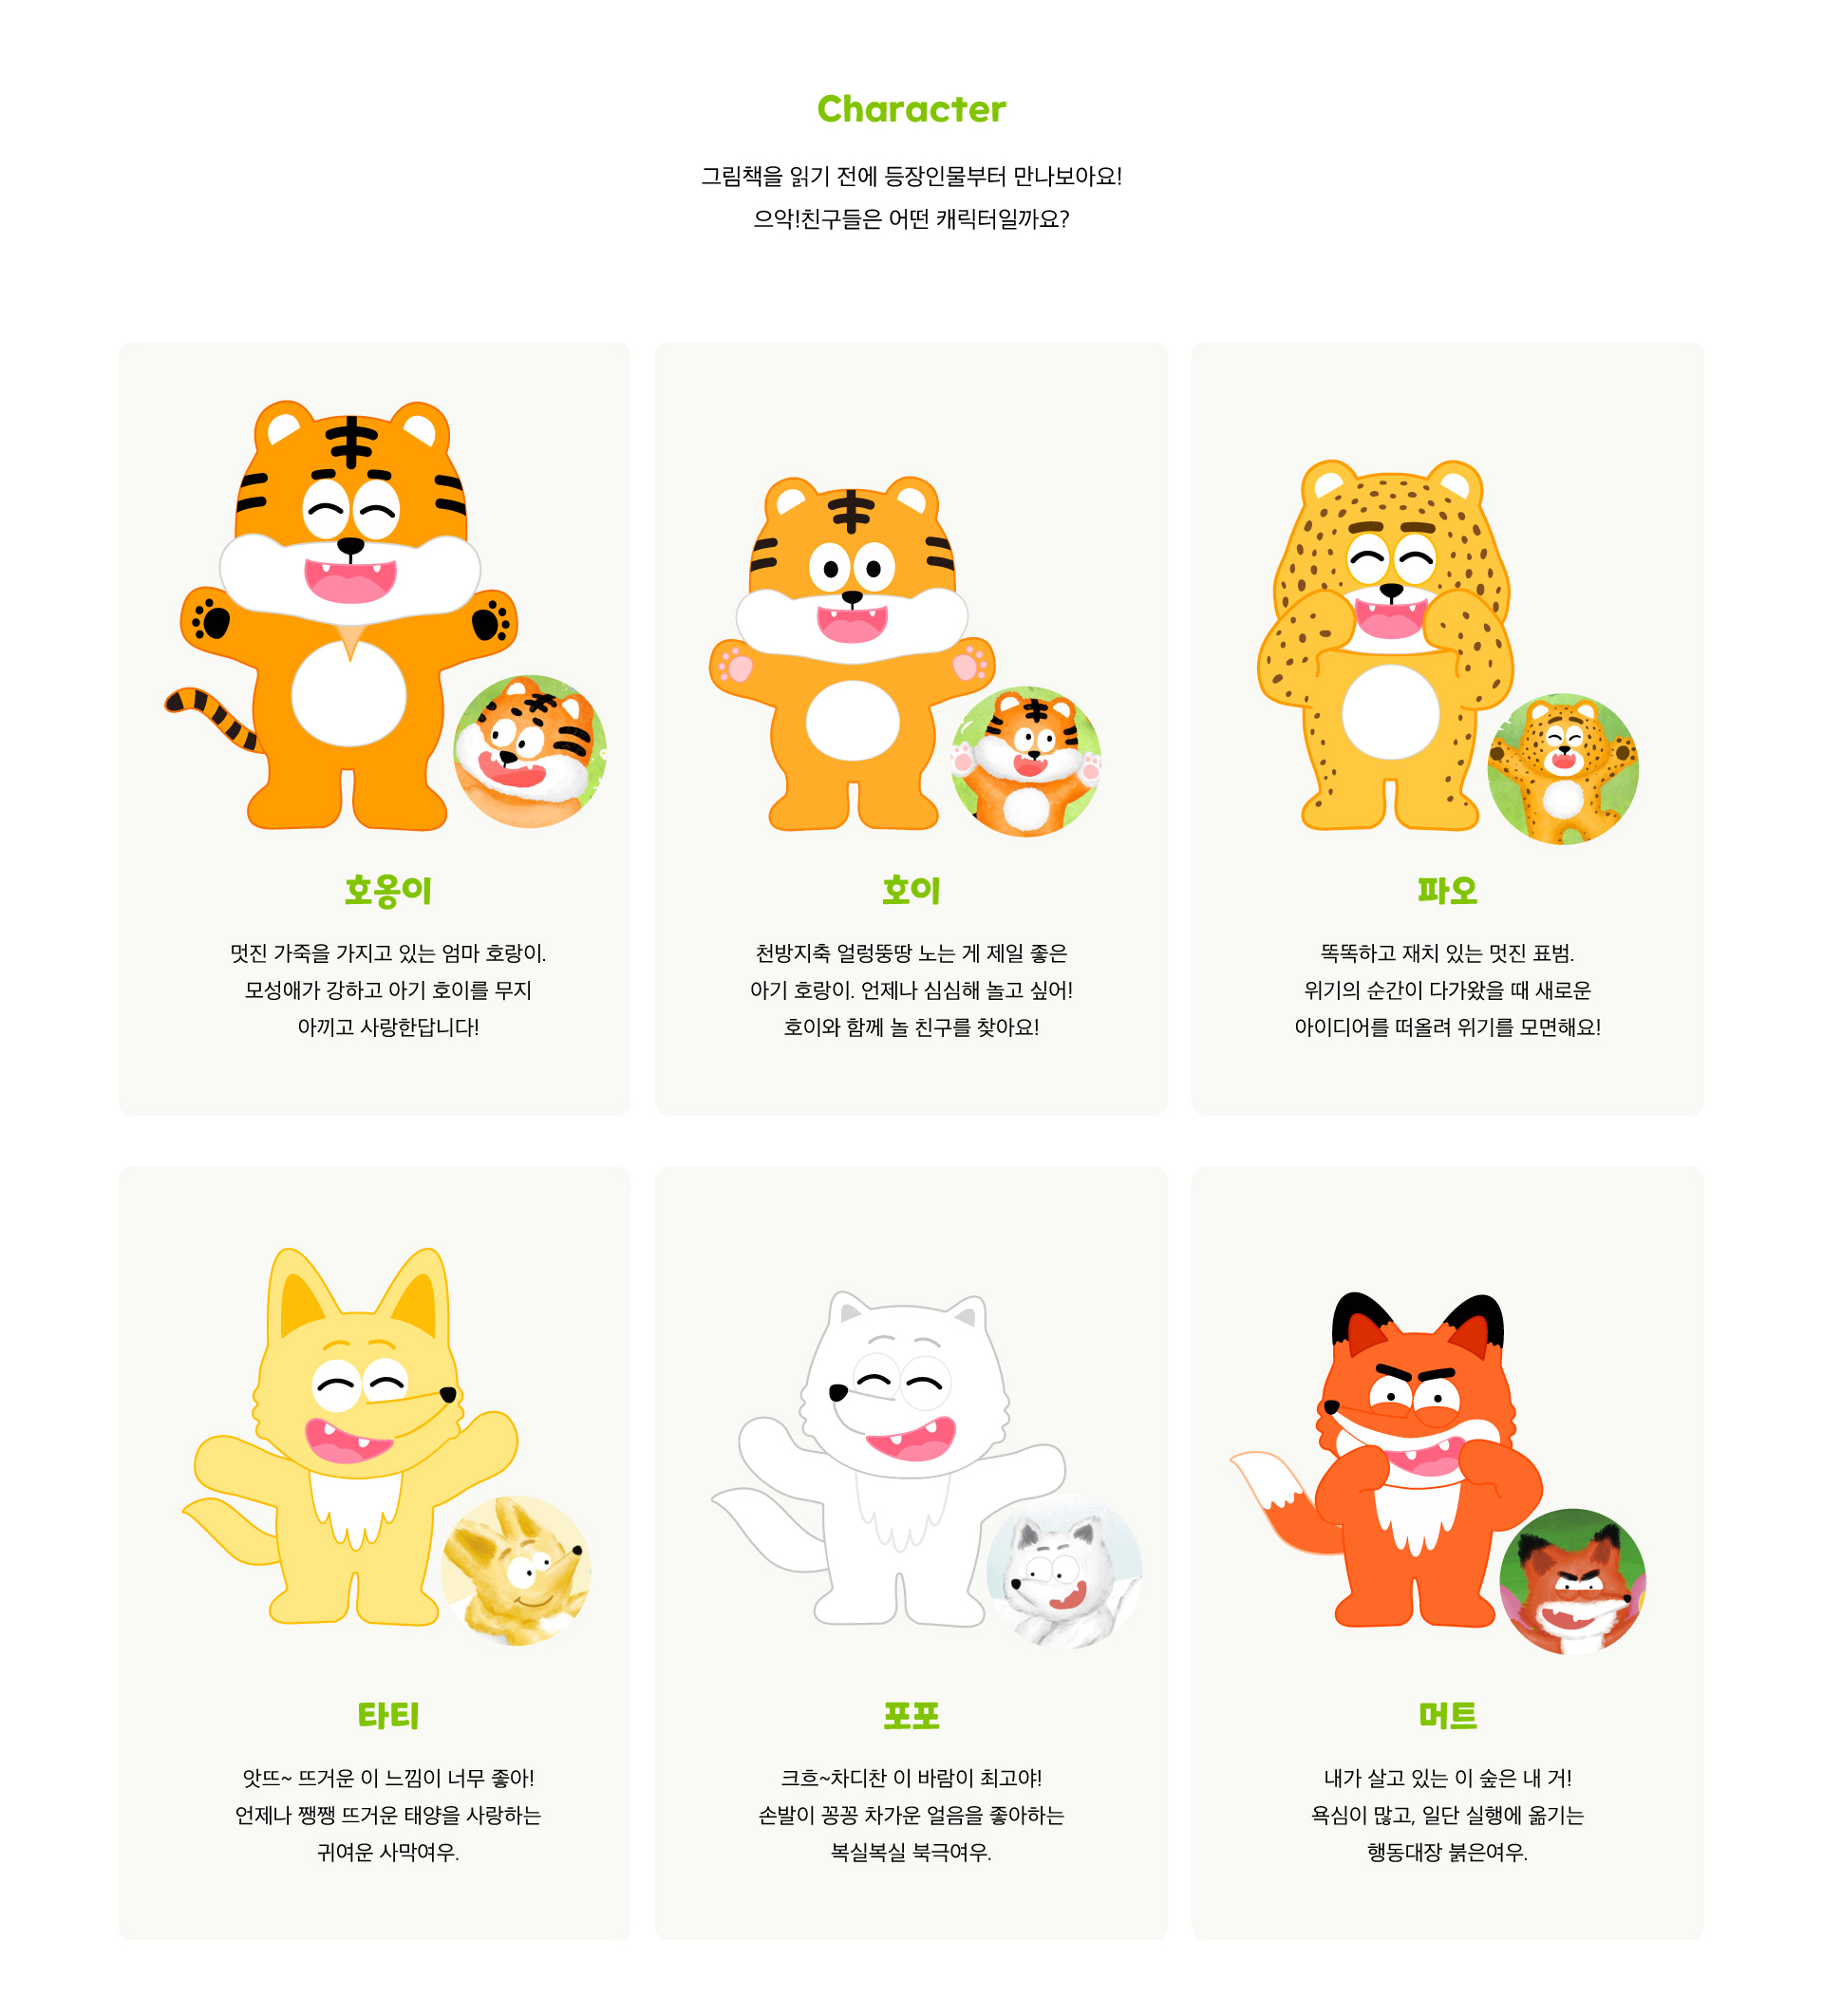 Character
그림책을 읽기 전에 등장인물부터 만나보아요!
으악!친구들은 어떤 캐릭터일까요?
호옹이
멋진 가죽을 가지고 있는 엄마 호랑이.
모성애가 강하고 아기 호이를 무지
아끼고 사랑한답니다!
호이
천방지축 얼렁뚱땅 노는 게 제일 좋은
아기 호랑이. 언제나 심심해 놀고 싶어!
호이와 함께 놀 친구를 찾아요!
파오
똑똑하고 재치 있는 멋진 표범.
위기의 순간이 다가왔을 때 새로운
아이디어를 떠올려 위기를 모면해요!
타티
앗뜨~ 뜨거운 이 느낌이 너무 좋아!
언제나 쨍쨍 뜨거운 태양을 사랑하는
귀여운 사막여우.
포포
크흐~차디찬 이 바람이 최고야!
손발이 꽁꽁 차가운 얼음을 좋아하는
복실복실 북극여우.
머트
내가 살고 있는 이 숲은 내 거!
욕심이 많고, 일단 실행에 옮기는
행동대장 붉은여우.